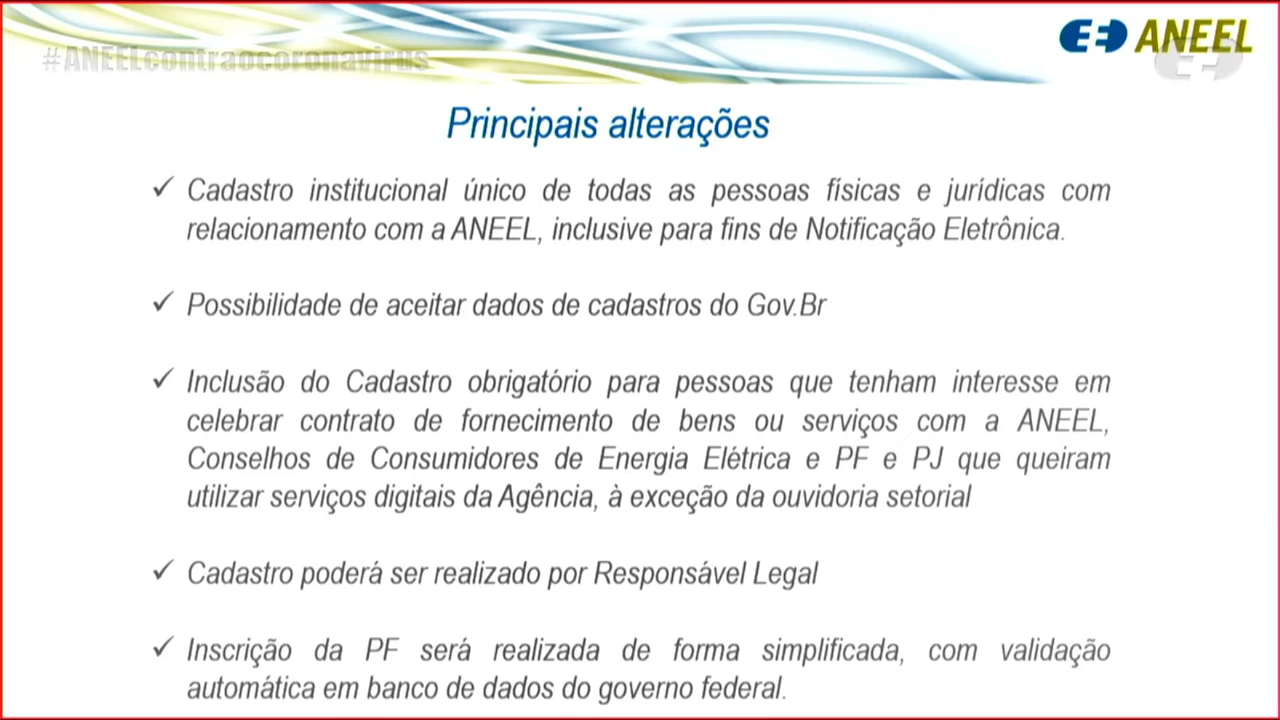 #ANEELcontraocoronavirus
ANEEL
Principais alterações
✓ Cadastro institucional único de todas as pessoas físicas e jurídicas com
relacionamento com a ANEEL, inclusive para fins de Notificação Eletrônica.
✓ Possibilidade de aceitar dados de cadastros do Gov.Br
✓ Inclusão do Cadastro obrigatório para pessoas que tenham interesse em
celebrar contrato de fornecimento de bens ou serviços com a ANEEL,
Conselhos de Consumidores de Energia Elétrica e PF e PJ que queiram
utilizar serviços digitais da Agência, à exceção da ouvidoria setorial
✓ Cadastro poderá ser realizado por Responsável Legal
✓ Inscrição da PF será realizada de forma simplificada, com validação
automática em banco de dados do governo federal.